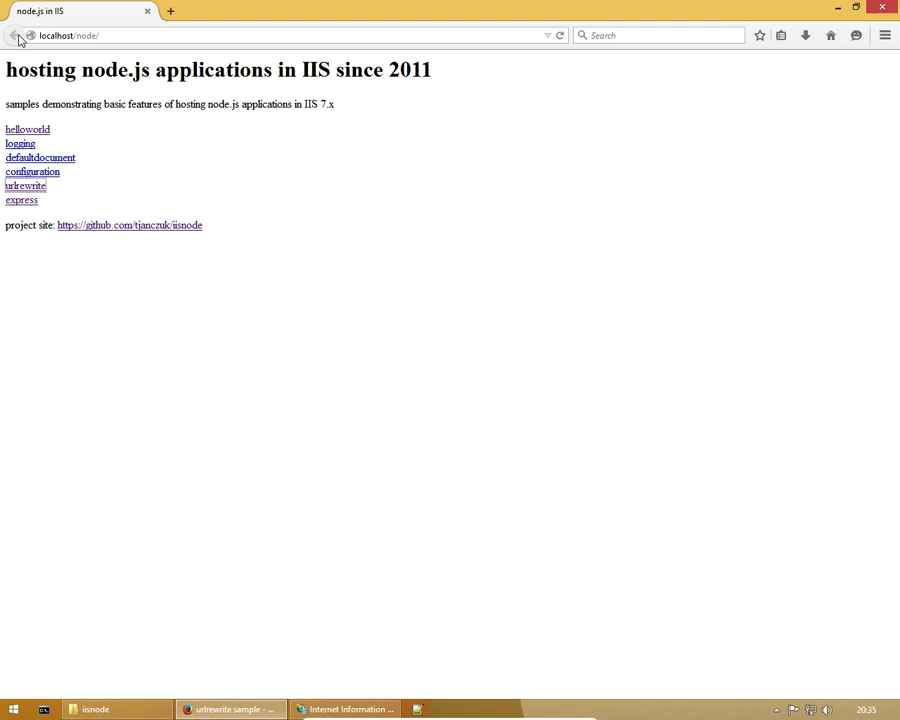 node.js in IIS
localhost/node/
Search
hosting node.js applications in IIS since 2011
samples demonstrating basic features of hosting node.js applications in IIS 7.x
helloworld
logging
defaultdocument
configuration
urlrewrite
express
project site: https://github.com/tjanczuk/iisnode
iisnode
urlrewrite sample - ...
Internet Information ...
20:35